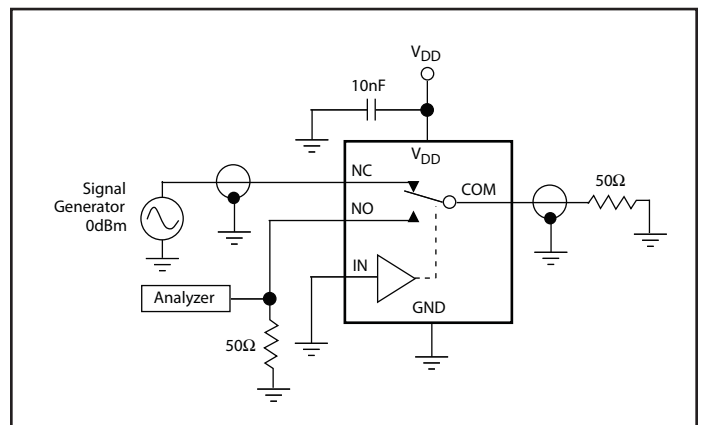 V_DD
10nF
V_DD
NC
COM
50Ω
Signal
Generator
0dBm
NO
IN
Analyzer
GND
50Ω